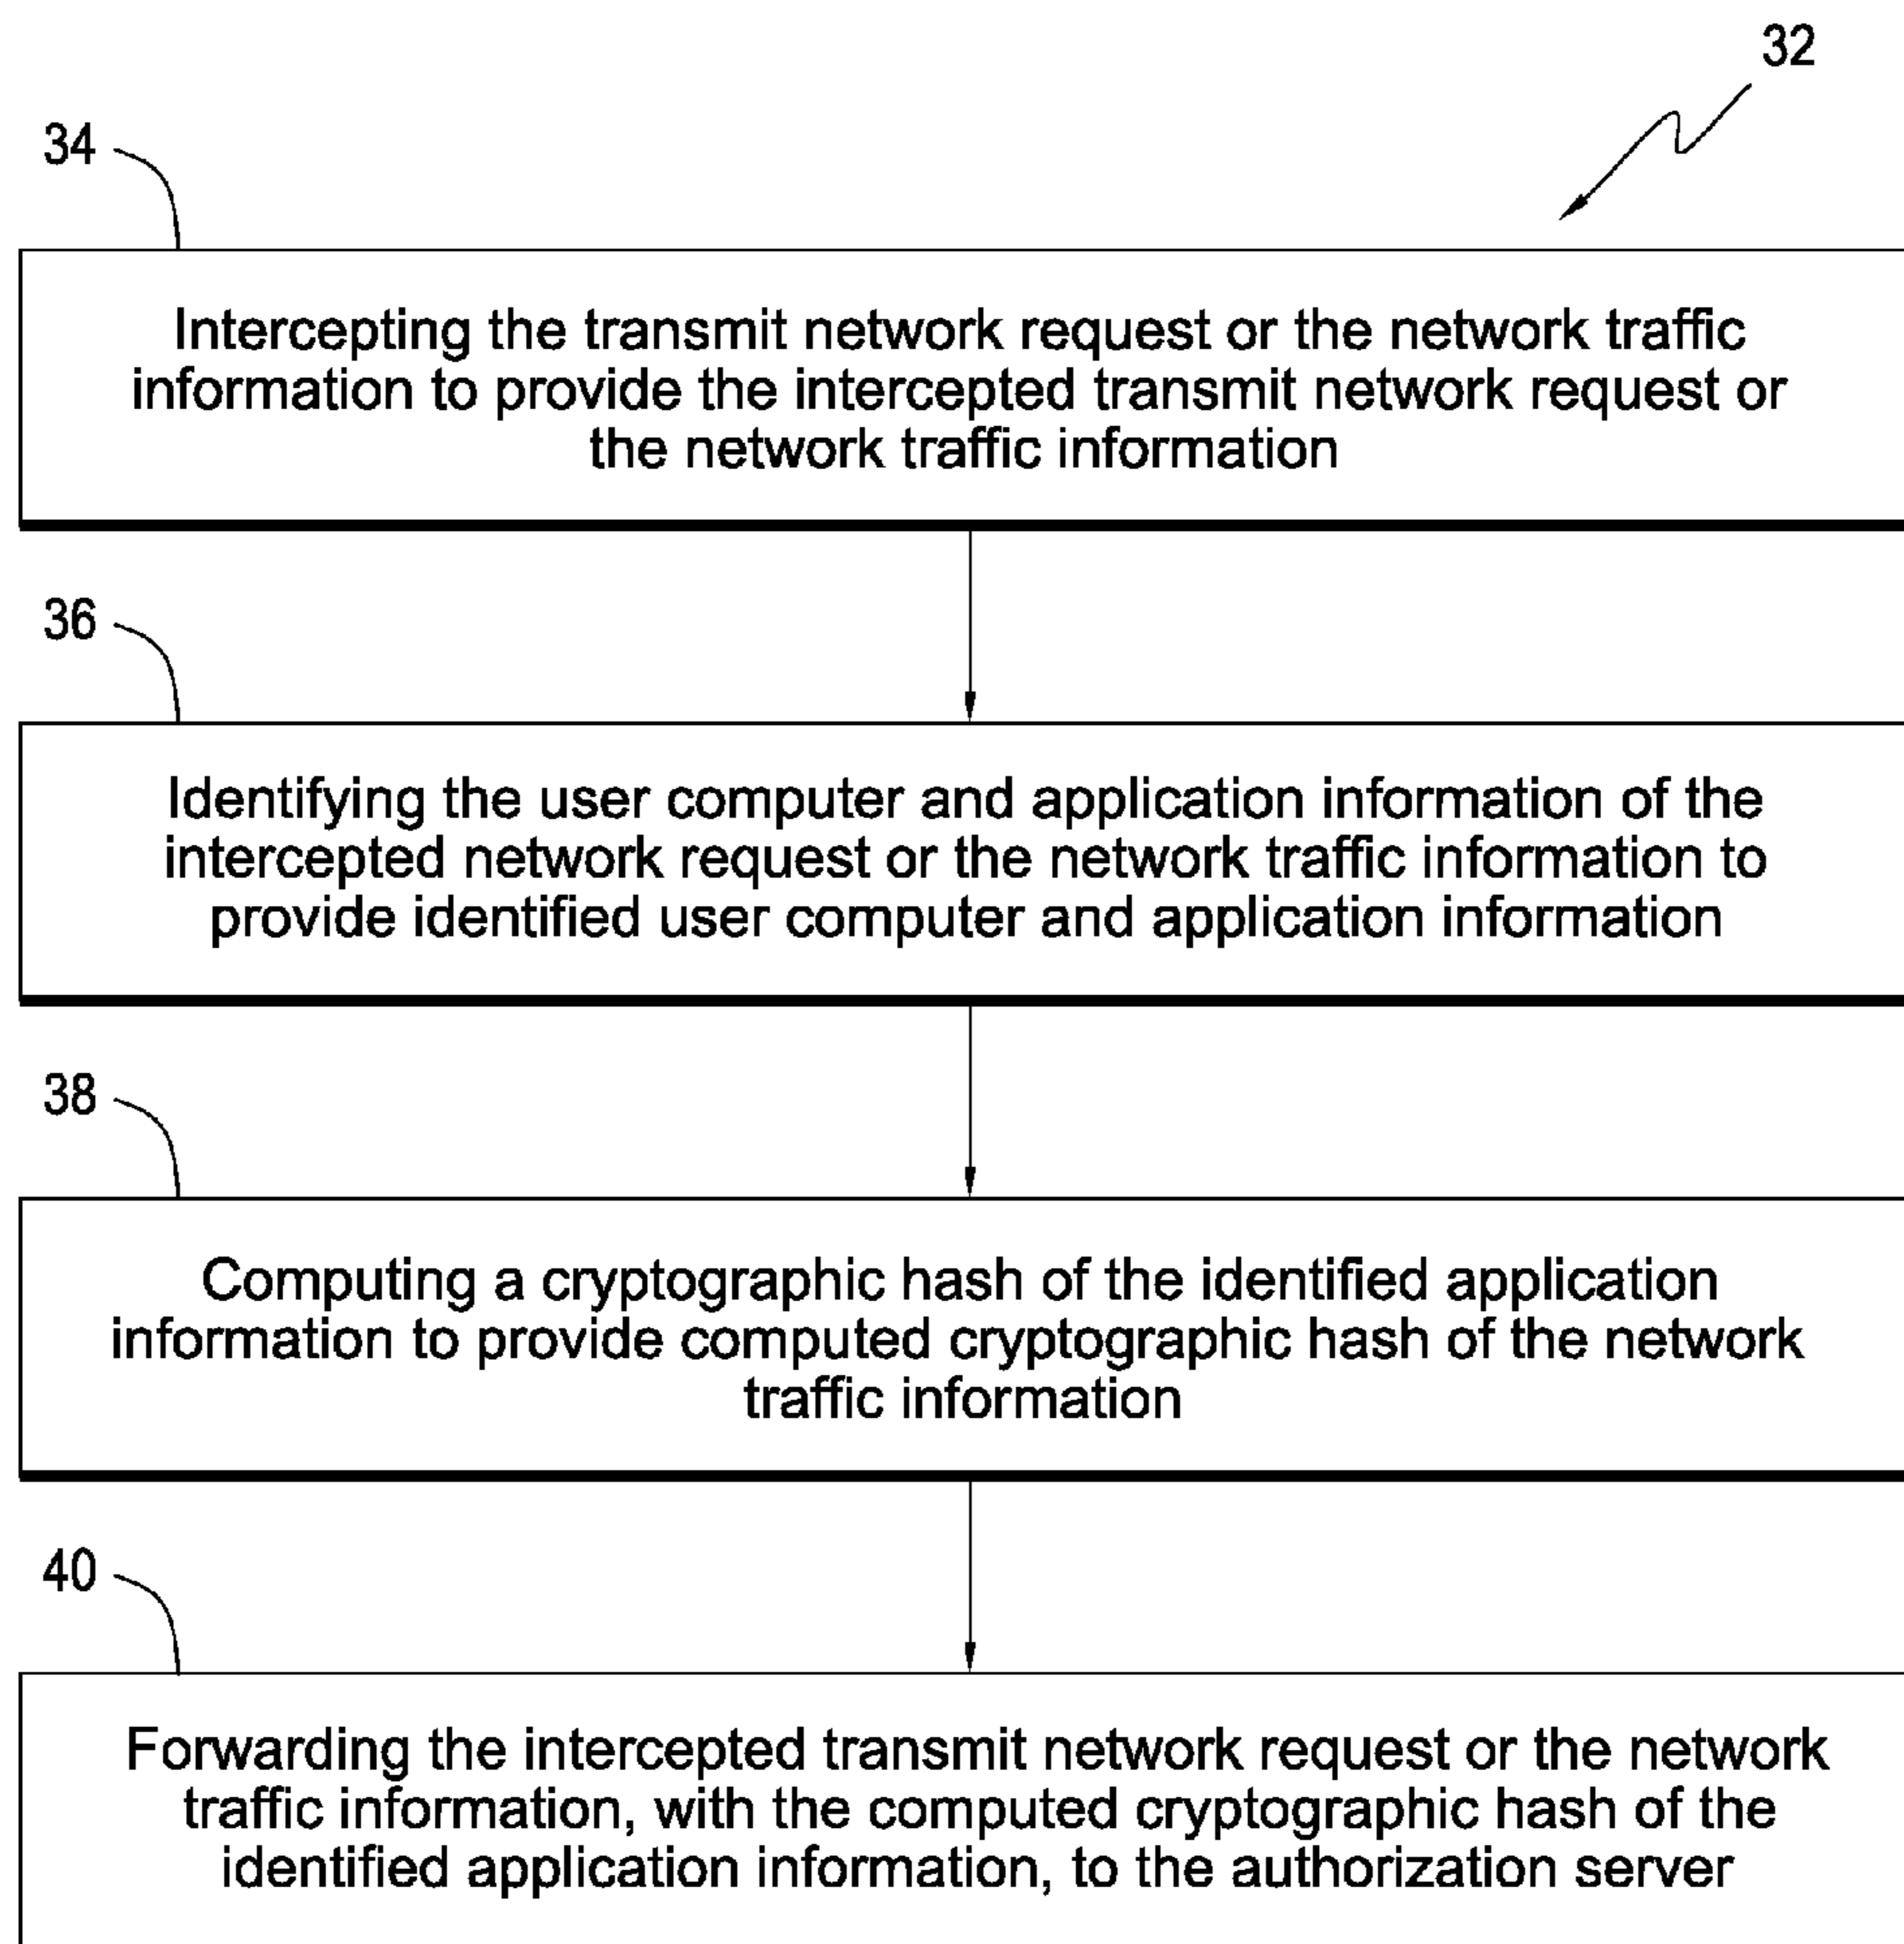 32
34
Intercepting the transmit network request or the network traffic
information to provide the intercepted transmit network request or
the network traffic information
36
Identifying the user computer and application information of the
intercepted network request or the network traffic information to
provide identified user computer and application information
38
Computing a cryptographic hash of the identified application
information to provide computed cryptographic hash of the network
traffic information
40
Forwarding the intercepted transmit network request or the network
traffic information, with the computed cryptographic hash of the
identified application information, to the authorization server